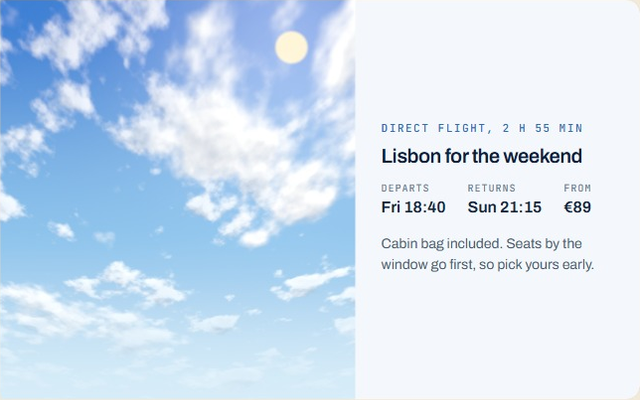 DIRECT FLIGHT, 2 H 55 MIN
Lisbon for the weekend
DEPARTS RETURNS FROM
Fri 18:40 Sun 21:15 €89
Cabin bag included. Seats by the
window go first, so pick yours early.